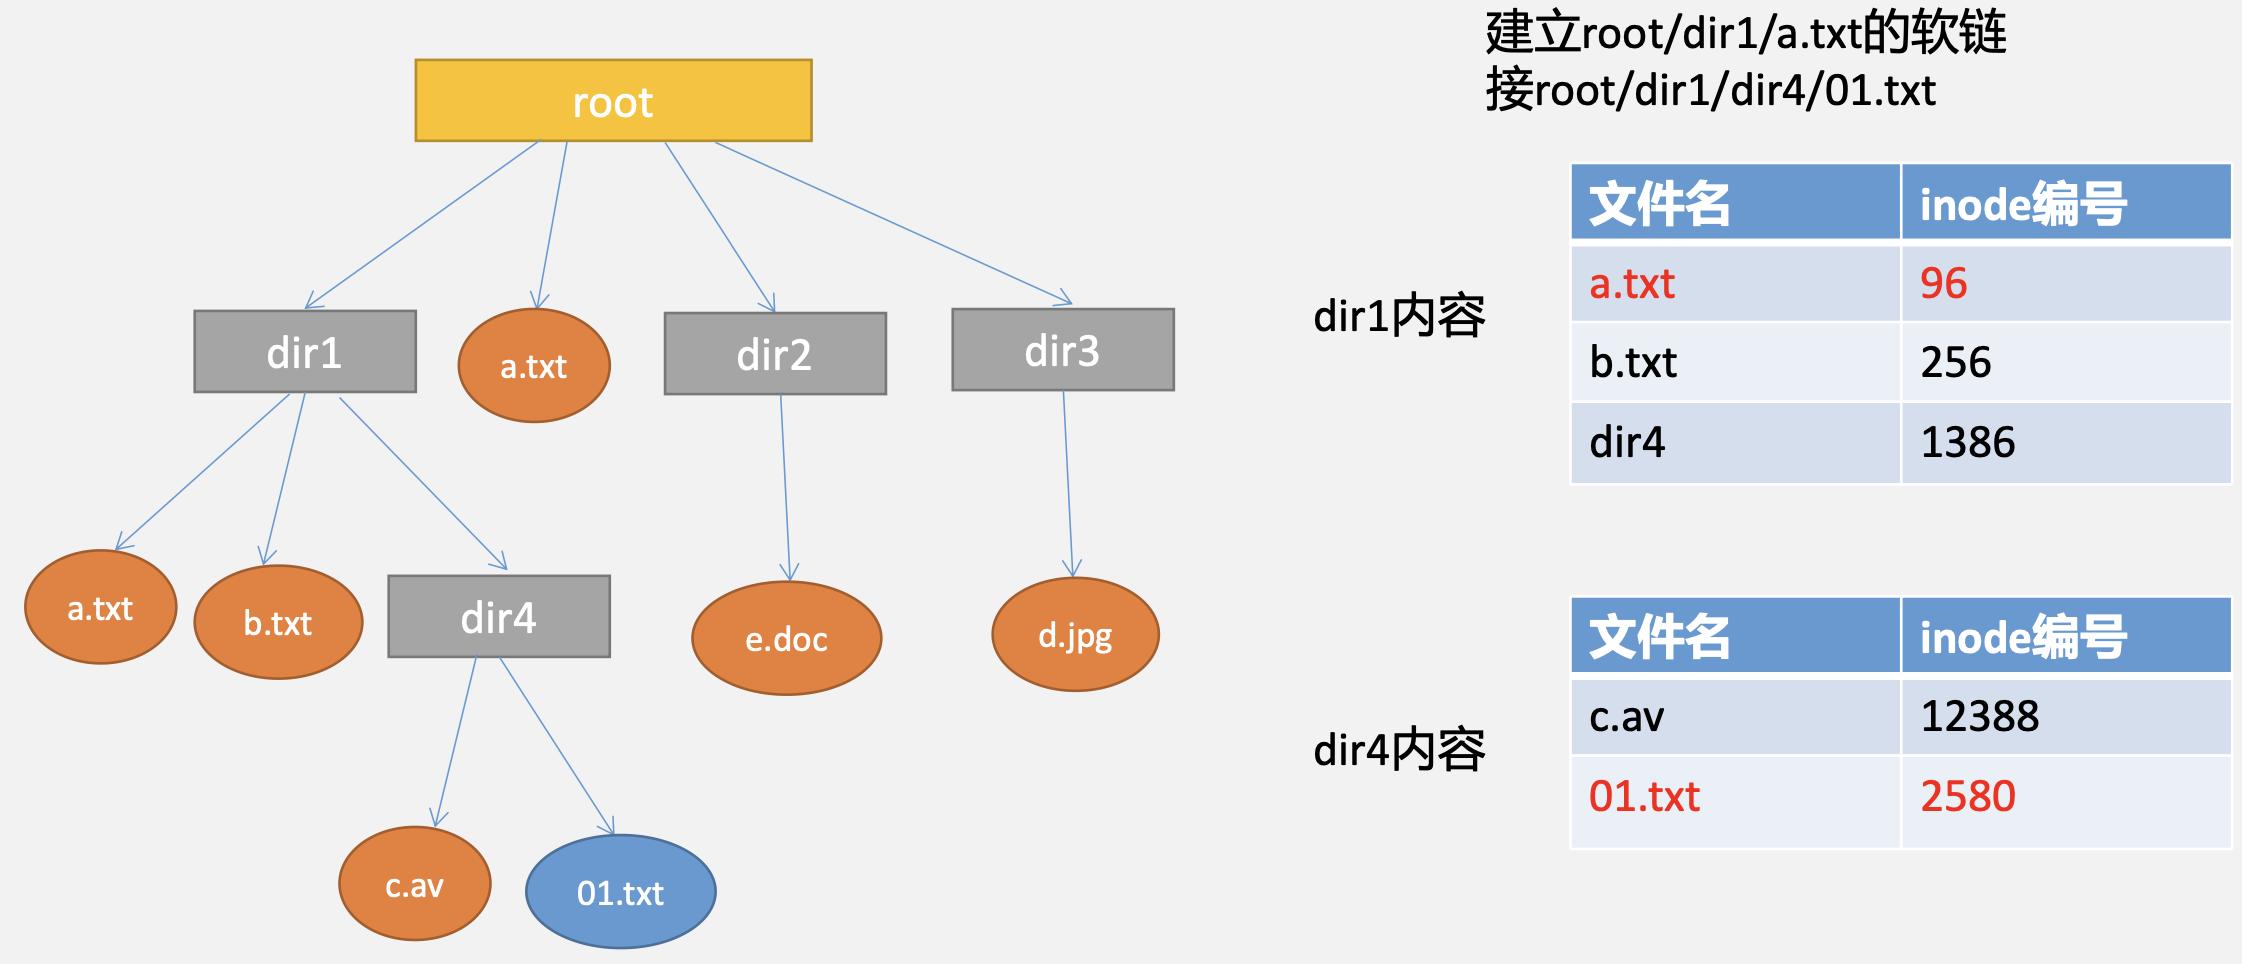 建立root/dir1/a.txt的软链
接root/dir1/dir4/01.txt
root
dir1
a.txt
dir2
dir3
a.txt
b.txt
dir4
e.doc
d.jpg
c.av
01.txt
dir1内容
文件名 inode编号
a.txt 96
b.txt 256
dir4 1386
dir4内容
文件名 inode编号
c.av 12388
01.txt 2580